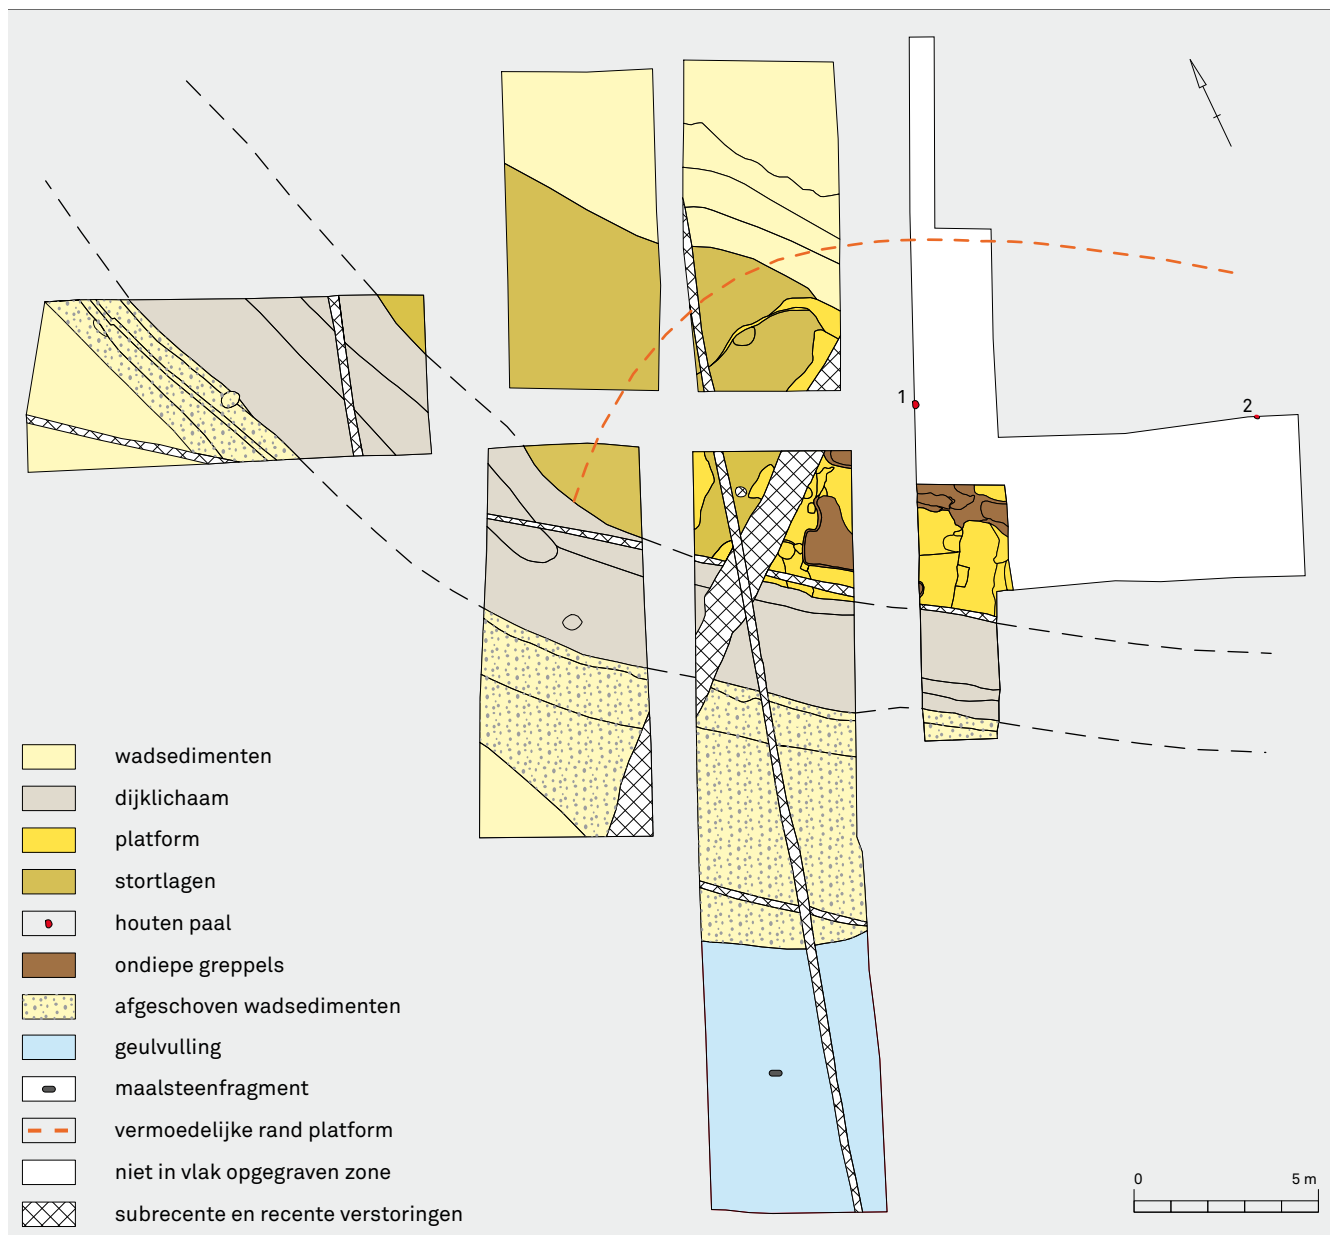 1
2
wadsedimenten
dijklichaam
platform
stortlagen
houten paal
ondiepe greppels
afgeschoven wadsedimenten
geulvulling
maalsteenfragment
vermoedelijke rand platform
niet in vlak opgegraven zone
subrecente en recente verstoringen
0 5 m